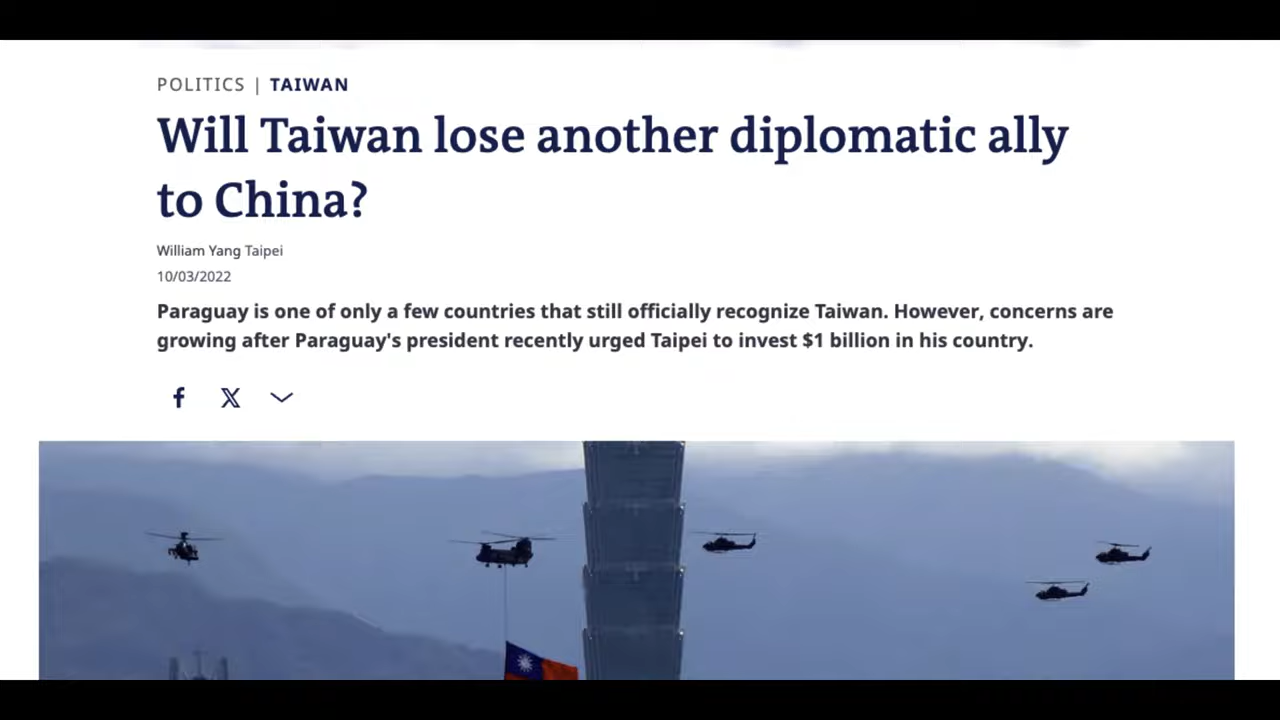 POLITICS | TAIWAN
Will Taiwan lose another diplomatic ally
to China?
William Yang Taipei
10/03/2022
Paraguay is one of only a few countries that still officially recognize Taiwan. However, concerns are
growing after Paraguay's president recently urged Taipei to invest $1 billion in his country.